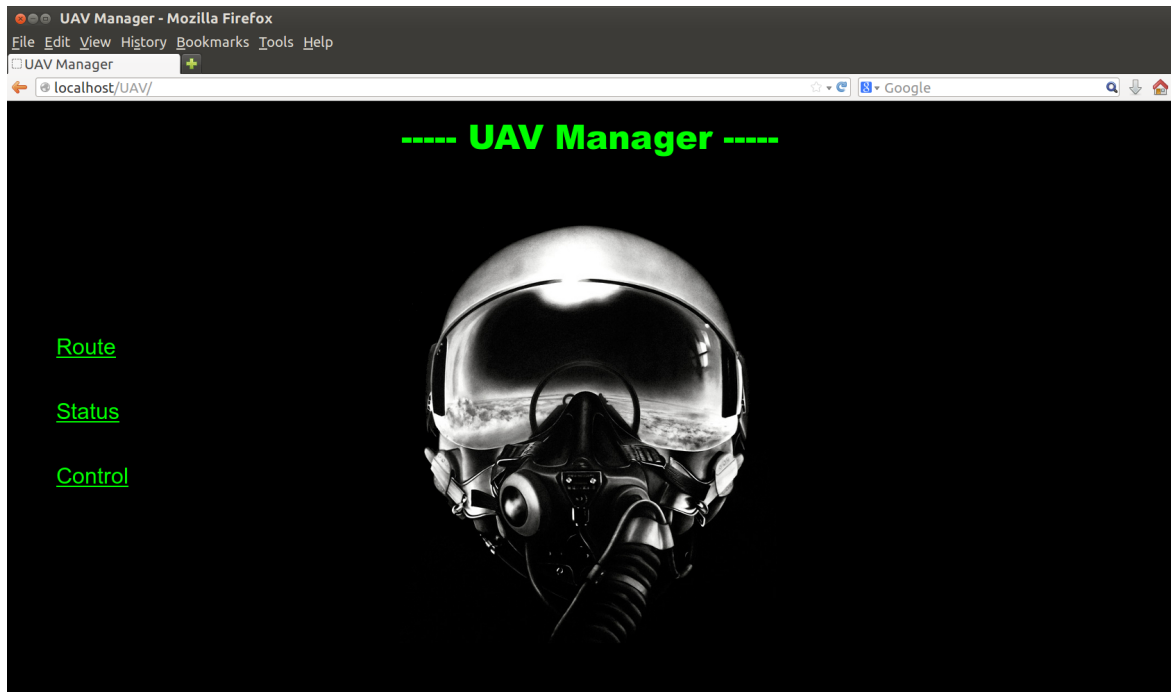 UAV Manager - Mozilla Firefox
File Edit View History Bookmarks Tools Help
UAV Manager
localhost/UAV/
Google
----- UAV Manager -----
Route
Status
Control